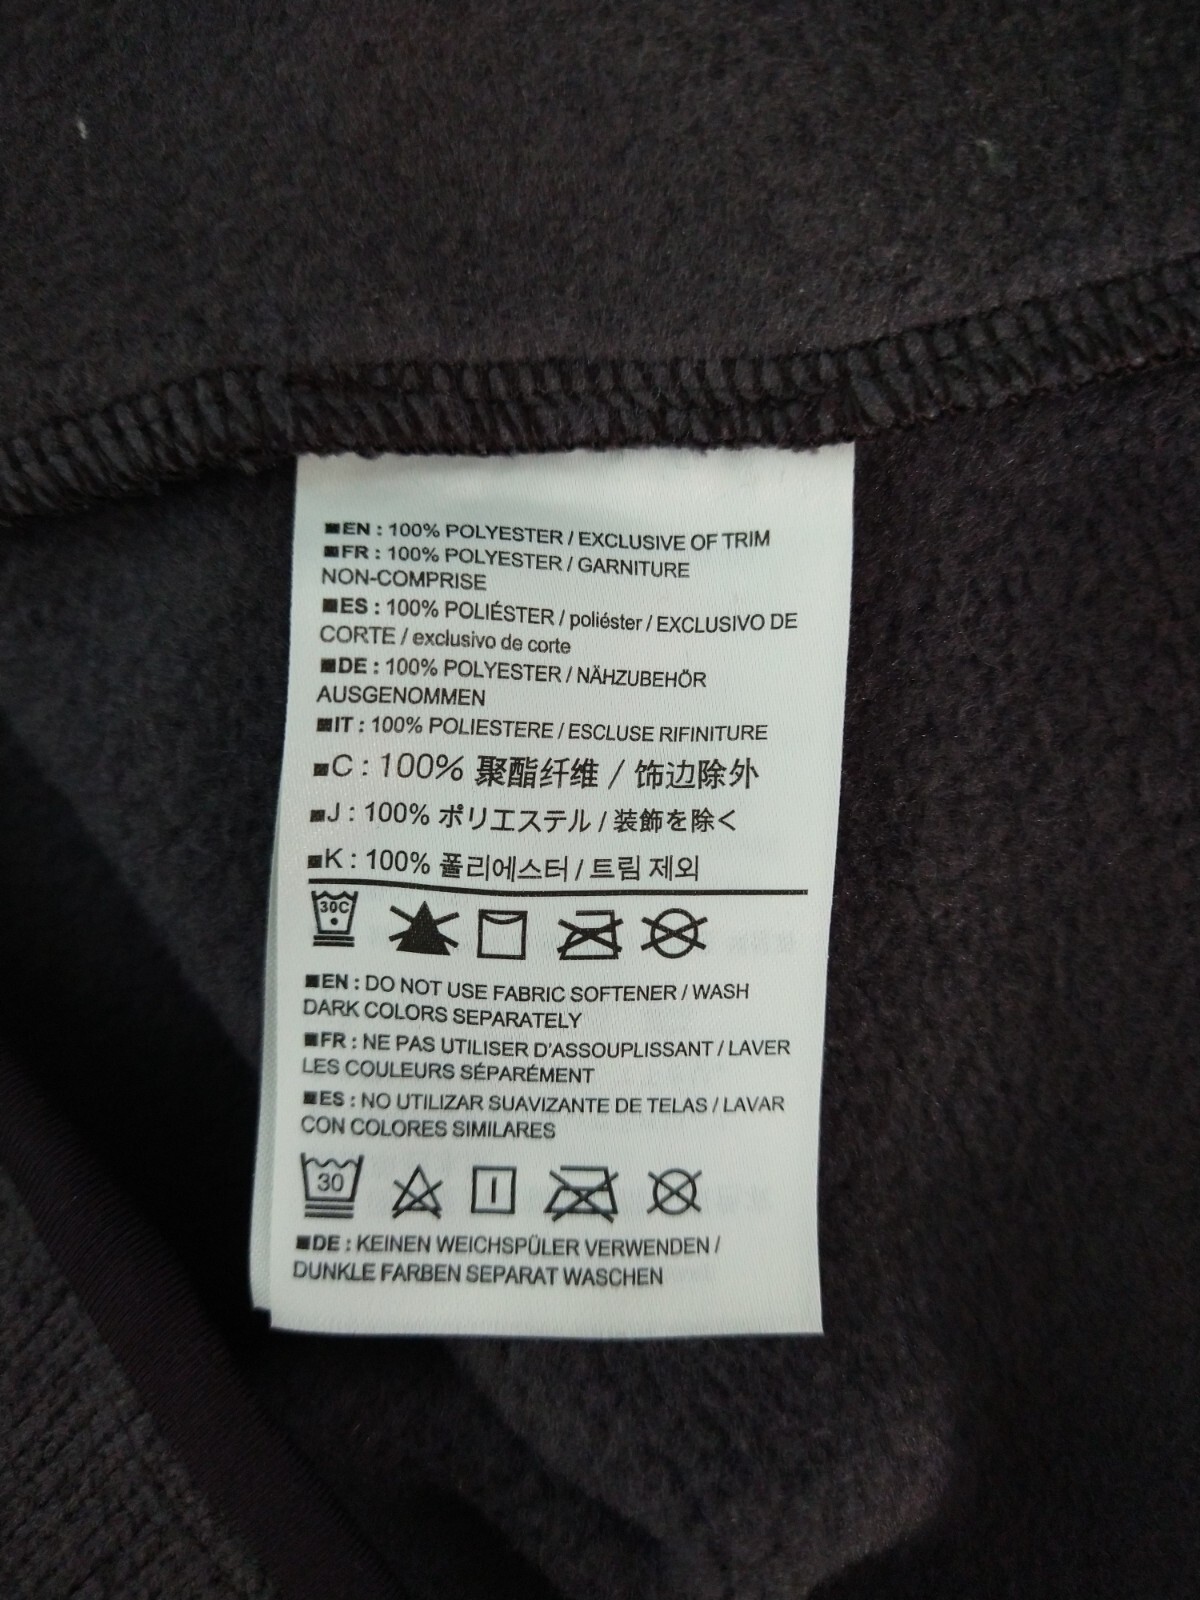 ■EN : 100% POLYESTER / EXCLUSIVE OF TRIM
■FR : 100% POLYESTER / GARNITURE
NON-COMPRISE
■ES : 100% POLIÉSTER / poliéster / EXCLUSIVO DE
CORTE / exclusivo de corte
■DE : 100% POLYESTER / NÄHZUBEHÖR
AUSGENOMMEN
■IT : 100% POLIESTERE / ESCLUSE RIFINITURE
■C : 100% 聚酯纤维 / 饰边除外
■J : 100% ポリエステル / 装飾を除く
■K : 100% 폴리에스터 / 트림 제외
30C
■EN : DO NOT USE FABRIC SOFTENER / WASH
DARK COLORS SEPARATELY
■FR : NE PAS UTILISER D'ASSOUPLISSANT / LAVER
LES COULEURS SÉPARÉMENT
■ES : NO UTILIZAR SUAVIZANTE DE TELAS / LAVAR
CON COLORES SIMILARES
30
■DE : KEINEN WEICHSPÜLER VERWENDEN /
DUNKLE FARBEN SEPARAT WASCHEN